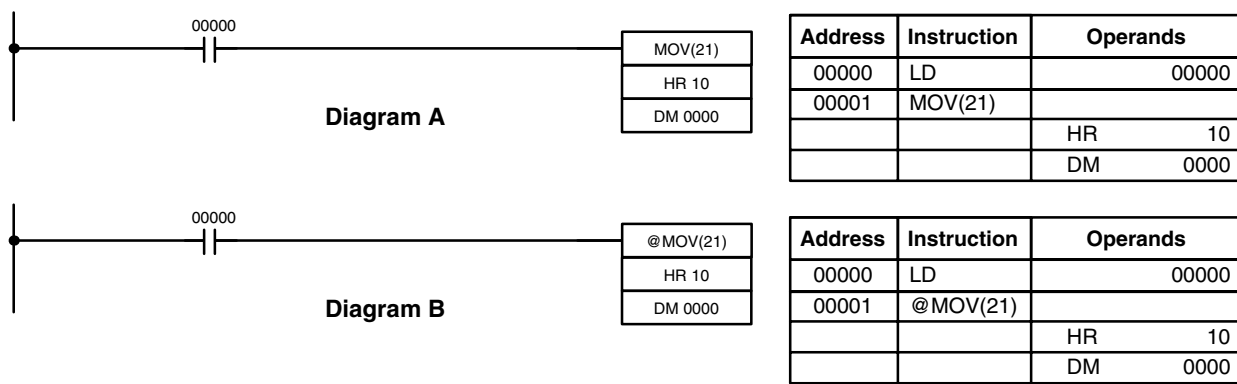 00000
MOV(21)
HR 10
DM 0000
Diagram A
Address Instruction Operands
00000 LD 00000
00001 MOV(21)
HR 10
DM 0000
00000
@MOV(21)
HR 10
DM 0000
Diagram B
Address Instruction Operands
00000 LD 00000
00001 @MOV(21)
HR 10
DM 0000